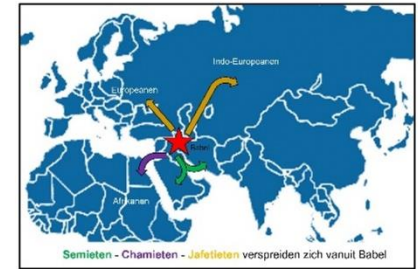 Indo-Europeanen
Europeanen
Babel
Afrikanen
Semieten - Chamieten - Jafetieten verspreiden zich vanuit Babel